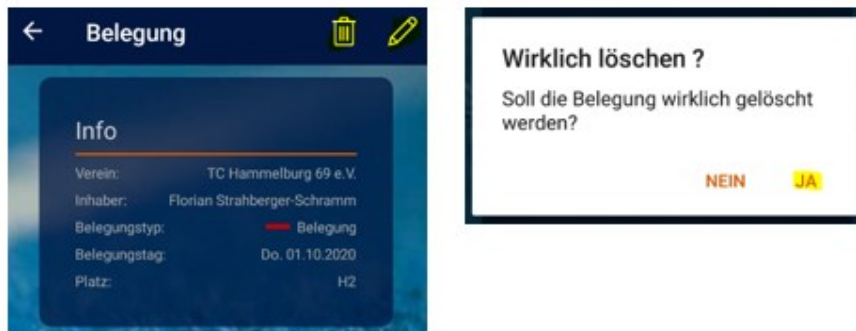 Belegung
Info
Verein: TC Hammelburg 69 e.V.
Inhaber: Florian Strahberger-Schramm
Belegungstyp: Belegung
Belegungstag: Do. 01.10.2020
Platz: H2
Wirklich löschen ?
Soll die Belegung wirklich gelöscht
werden?
NEIN JA